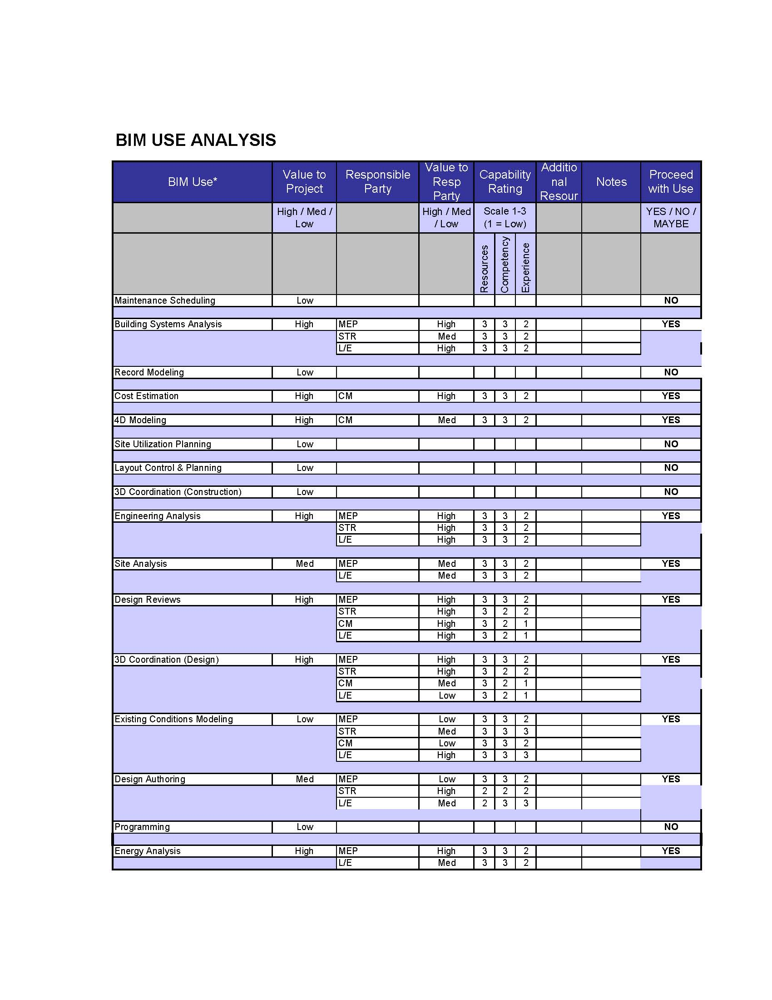 BIM USE ANALYSIS
BIM Use* Value to Project Responsible Party Value to Resp Party Capability Rating Additio nal Resour Notes Proceed with Use
High / Med / Low High / Med / Low Scale 1-3 (1 = Low) YES / NO / MAYBE
Resources Competency Experience
Maintenance Scheduling Low NO
Building Systems Analysis High MEP High 3 3 2 YES
STR Med 3 3 2
L/E High 3 3 2
Record Modeling Low NO
Cost Estimation High CM High 3 3 2 YES
4D Modeling High CM Med 3 3 2 YES
Site Utilization Planning Low NO
Layout Control & Planning Low NO
3D Coordination (Construction) Low NO
Engineering Analysis High MEP High 3 3 2 YES
STR High 3 3 2
L/E High 3 3 2
Site Analysis Med MEP Med 3 3 2 YES
L/E Med 3 3 2
Design Reviews High MEP High 3 3 2 YES
STR High 3 2 2
CM High 3 2 1
L/E High 3 2 1
3D Coordination (Design) High MEP High 3 3 2 YES
STR High 3 2 2
CM Med 3 2 1
L/E Low 3 2 1
Existing Conditions Modeling Low MEP Low 3 3 2 YES
STR Med 3 3 3
CM Low 3 3 2
L/E High 3 3 3
Design Authoring Med MEP Low 3 3 2 YES
STR High 2 2 2
L/E Med 2 3 3
Programming Low NO
Energy Analysis High MEP High 3 3 2 YES
L/E Med 3 3 2